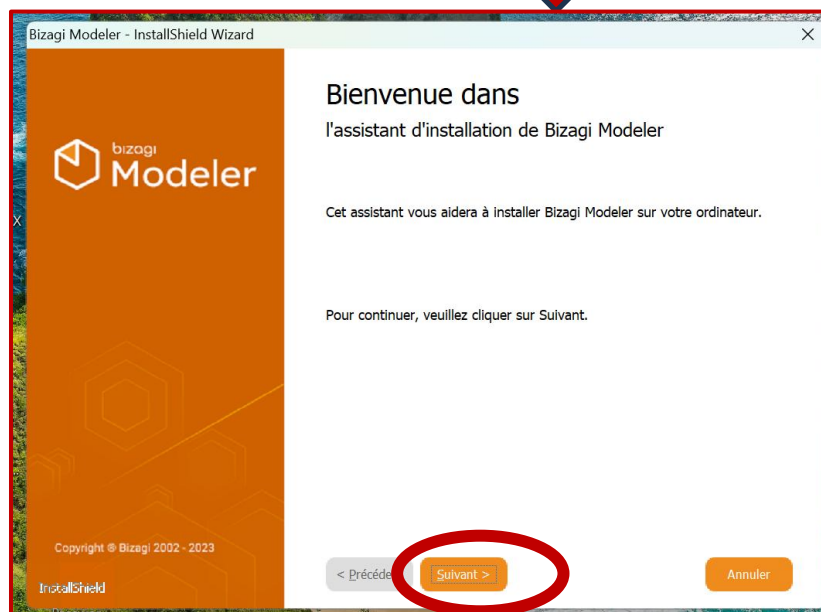 Bizagi Modeler - InstallShield Wizard
Bienvenue dans
l'assistant d'installation de Bizagi Modeler
bizagi
Modeler
X
Cet assistant vous aidera à installer Bizagi Modeler sur votre ordinateur.
Pour continuer, veuillez cliquer sur Suivant.
Copyright © Bizagi 2002 - 2023
InstallShield
< Précéde
Suivant >
Annuler